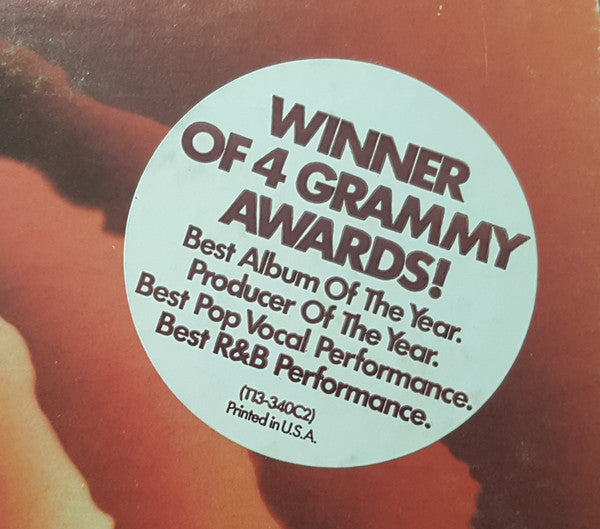 WINNER
OF 4 GRAMMY
AWARDS!
Best Album Of The Year.
Producer Of The Year.
Best Pop Vocal Performance.
Best R&B Performance.
(T13-340C2)
Printed in U.S.A.